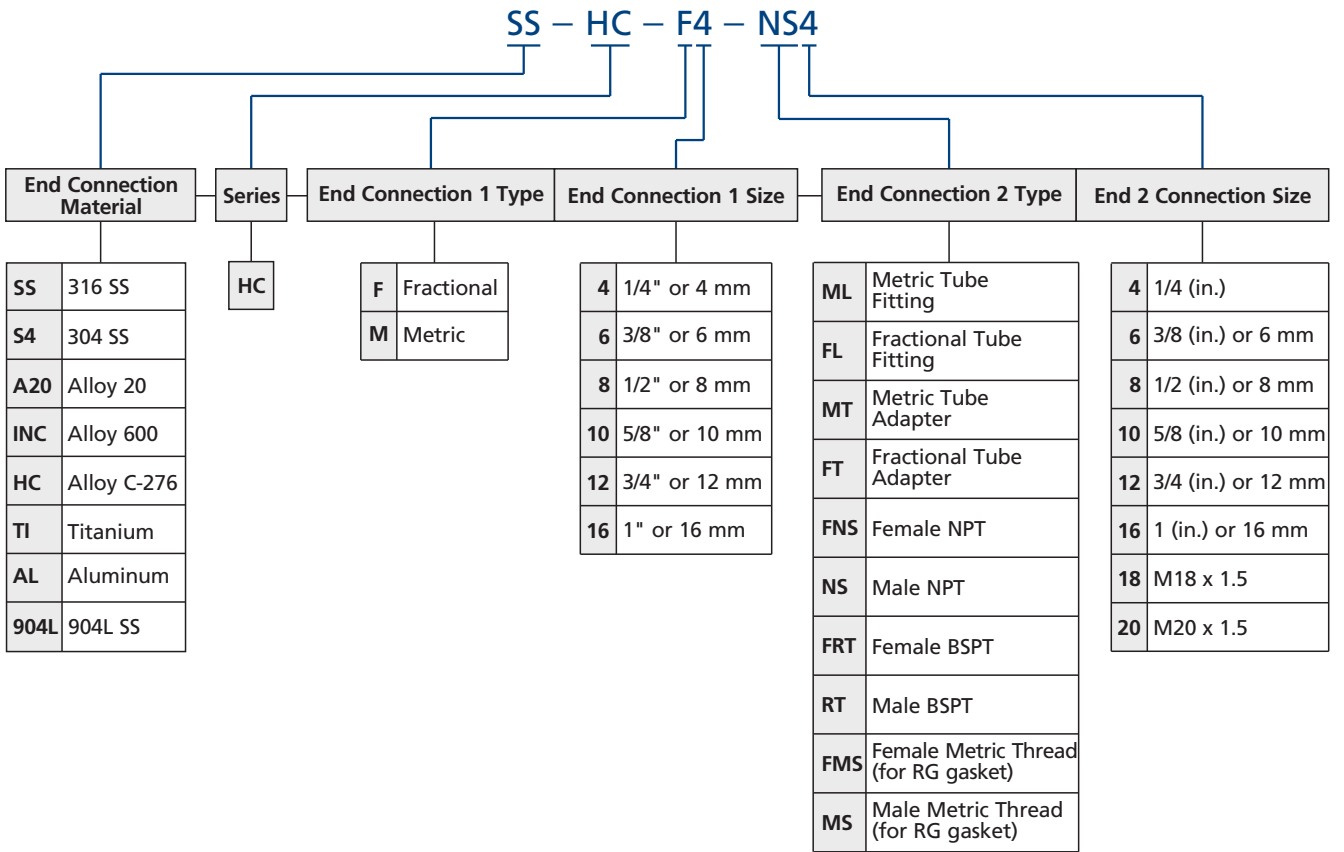 SS – HC – F4 – NS4
End Connection
Material
Series
End Connection 1 Type
End Connection 1 Size
End Connection 2 Type
End 2 Connection Size
SS 316 SS
S4 304 SS
A20 Alloy 20
INC Alloy 600
HC Alloy C-276
TI Titanium
AL Aluminum
904L 904L SS
HC
F Fractional
M Metric
4 1/4" or 4 mm
6 3/8" or 6 mm
8 1/2" or 8 mm
10 5/8" or 10 mm
12 3/4" or 12 mm
16 1" or 16 mm
ML Metric Tube
Fitting
FL Fractional Tube
Fitting
MT Metric Tube
Adapter
FT Fractional Tube
Adapter
FNS Female NPT
NS Male NPT
FRT Female BSPT
RT Male BSPT
FMS Female Metric Thread
(for RG gasket)
MS Male Metric Thread
(for RG gasket)
4 1/4 (in.)
6 3/8 (in.) or 6 mm
8 1/2 (in.) or 8 mm
10 5/8 (in.) or 10 mm
12 3/4 (in.) or 12 mm
16 1 (in.) or 16 mm
18 M18 x 1.5
20 M20 x 1.5